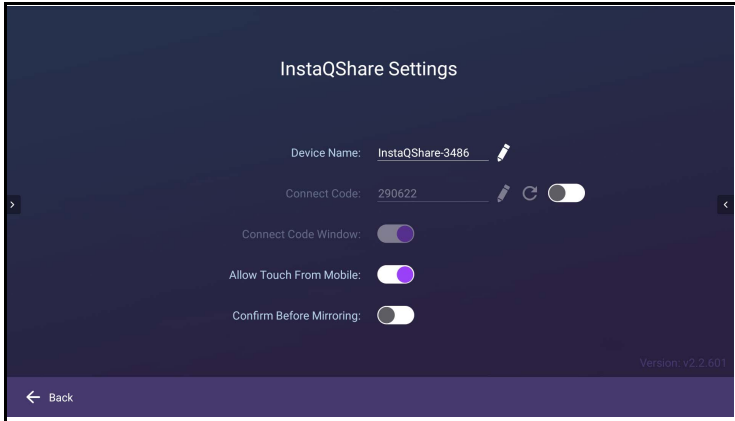 InstaQShare Settings
Device Name: InstaQShare-3486
Connect Code: 290622
Connect Code Window:
Allow Touch From Mobile:
Confirm Before Mirroring:
Version: v2.2.601
Back